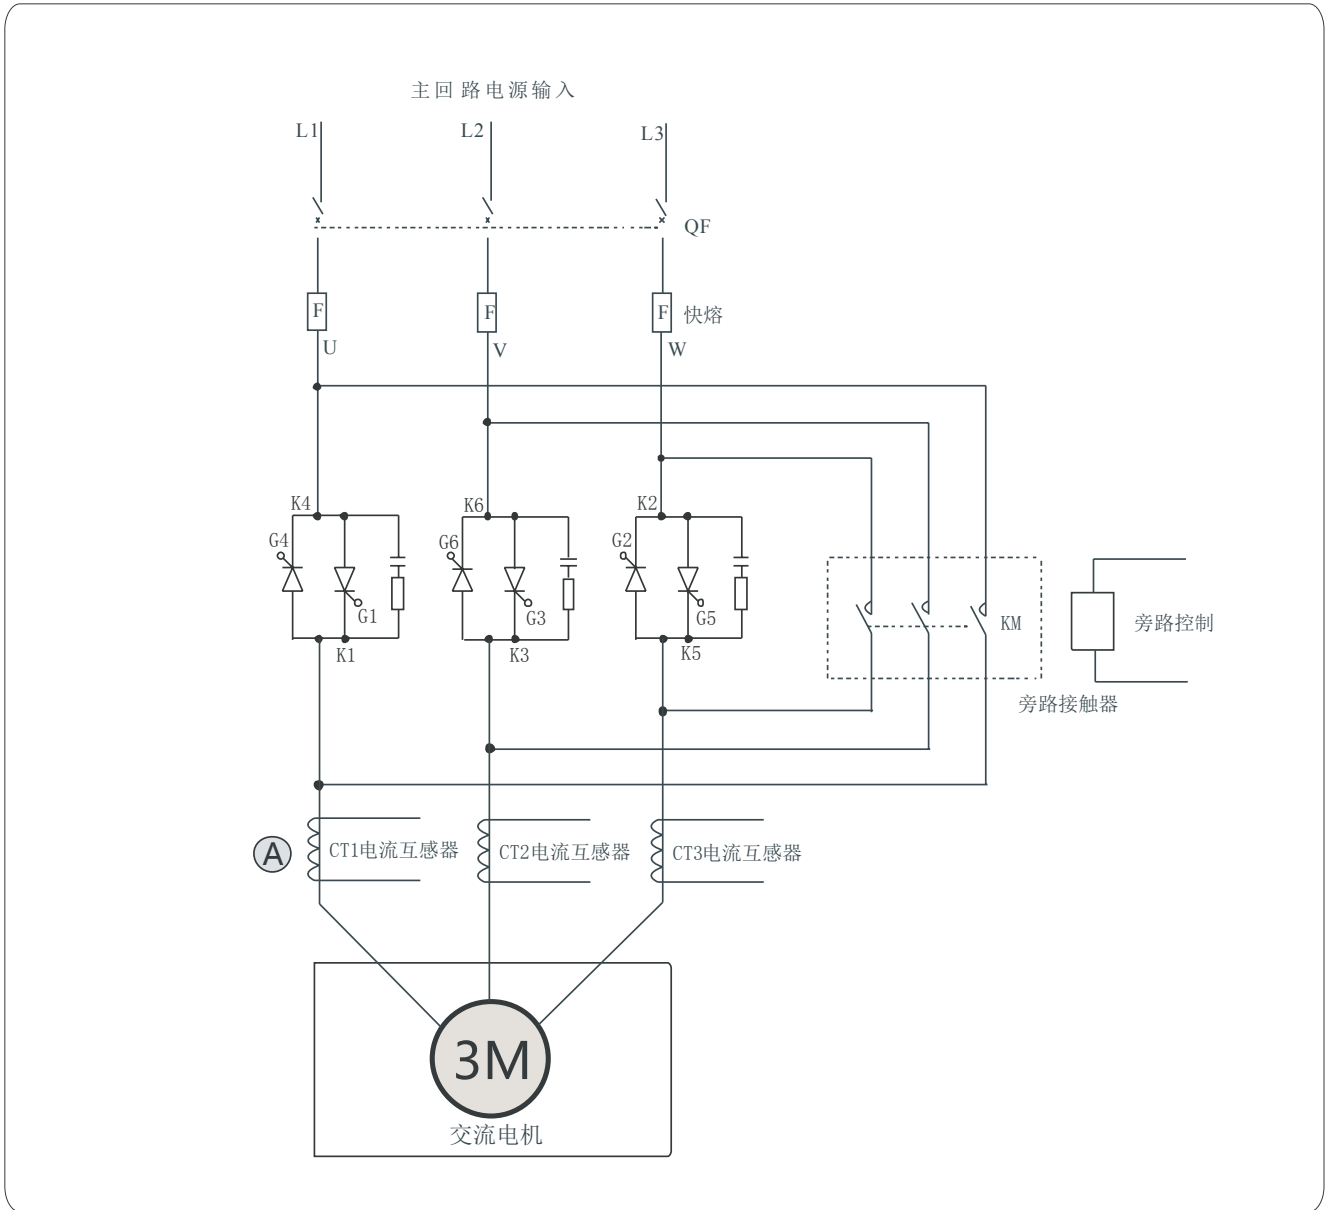 主回路电源输入
L1 L2 L3
QF
F F F 快熔
U V W
K4 K6 K2
G4 G6 G2
G1 G3 G5
K1 K3 K5
KM
旁路控制
旁路接触器
A
CT1电流互感器 CT2电流互感器 CT3电流互感器
3M
交流电机